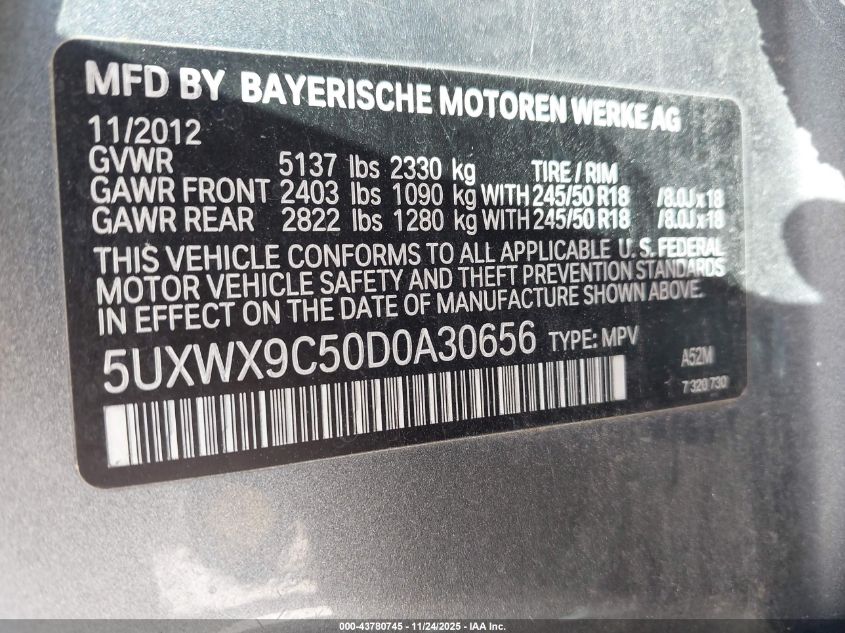 MFD BY BAYERISCHE MOTOREN WERKE AG
11/2012
GVWR 5137 lbs 2330 kg TIRE / RIM
GAWR FRONT 2403 lbs 1090 kg WITH 245/50 R18 /8.0J x 18
GAWR REAR 2822 lbs 1280 kg WITH 245/50 R18 /8.0J x 18
THIS VEHICLE CONFORMS TO ALL APPLICABLE U. S. FEDERAL
MOTOR VEHICLE SAFETY AND THEFT PREVENTION STANDARDS
IN EFFECT ON THE DATE OF MANUFACTURE SHOWN ABOVE.
5UXWX9C50D0A30656 TYPE: MPV A52M
7 320 730
000-43780745 - 11/24/2025 - IAA Inc.